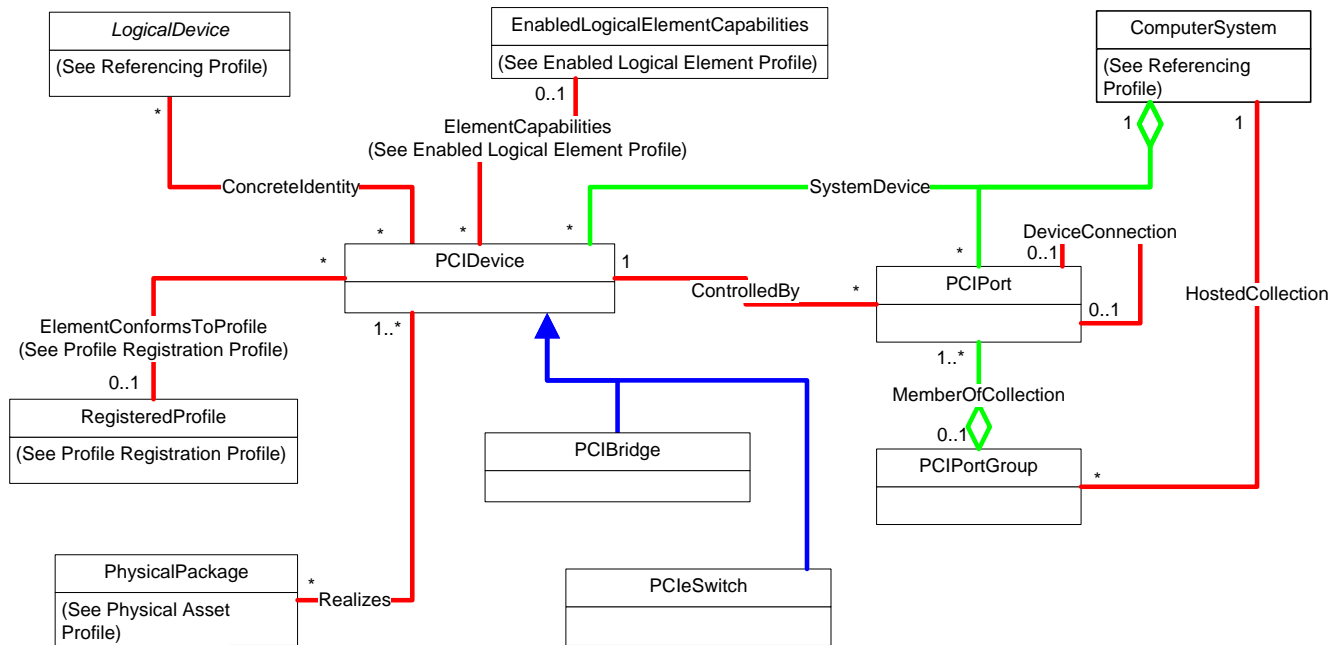 LogicalDevice
(See Referencing Profile)
EnabledLogicalElementCapabilities
(See Enabled Logical Element Profile)
ComputerSystem
(See Referencing
Profile)
*
0..1
1
1
ElementCapabilities
(See Enabled Logical Element Profile)
ConcreteIdentity
SystemDevice
*
*
*
*
DeviceConnection
0..1
*
PCIDevice
1
ControlledBy
*
PCIPort
0..1
HostedCollection
ElementConformsToProfile
(See Profile Registration Profile)
0..1
1..*
1..*
MemberOfCollection
0..1
RegisteredProfile
(See Profile Registration Profile)
PCIBridge
PCIPortGroup
*
PhysicalPackage
(See Physical Asset
Profile)
*
Realizes
PCIeSwitch